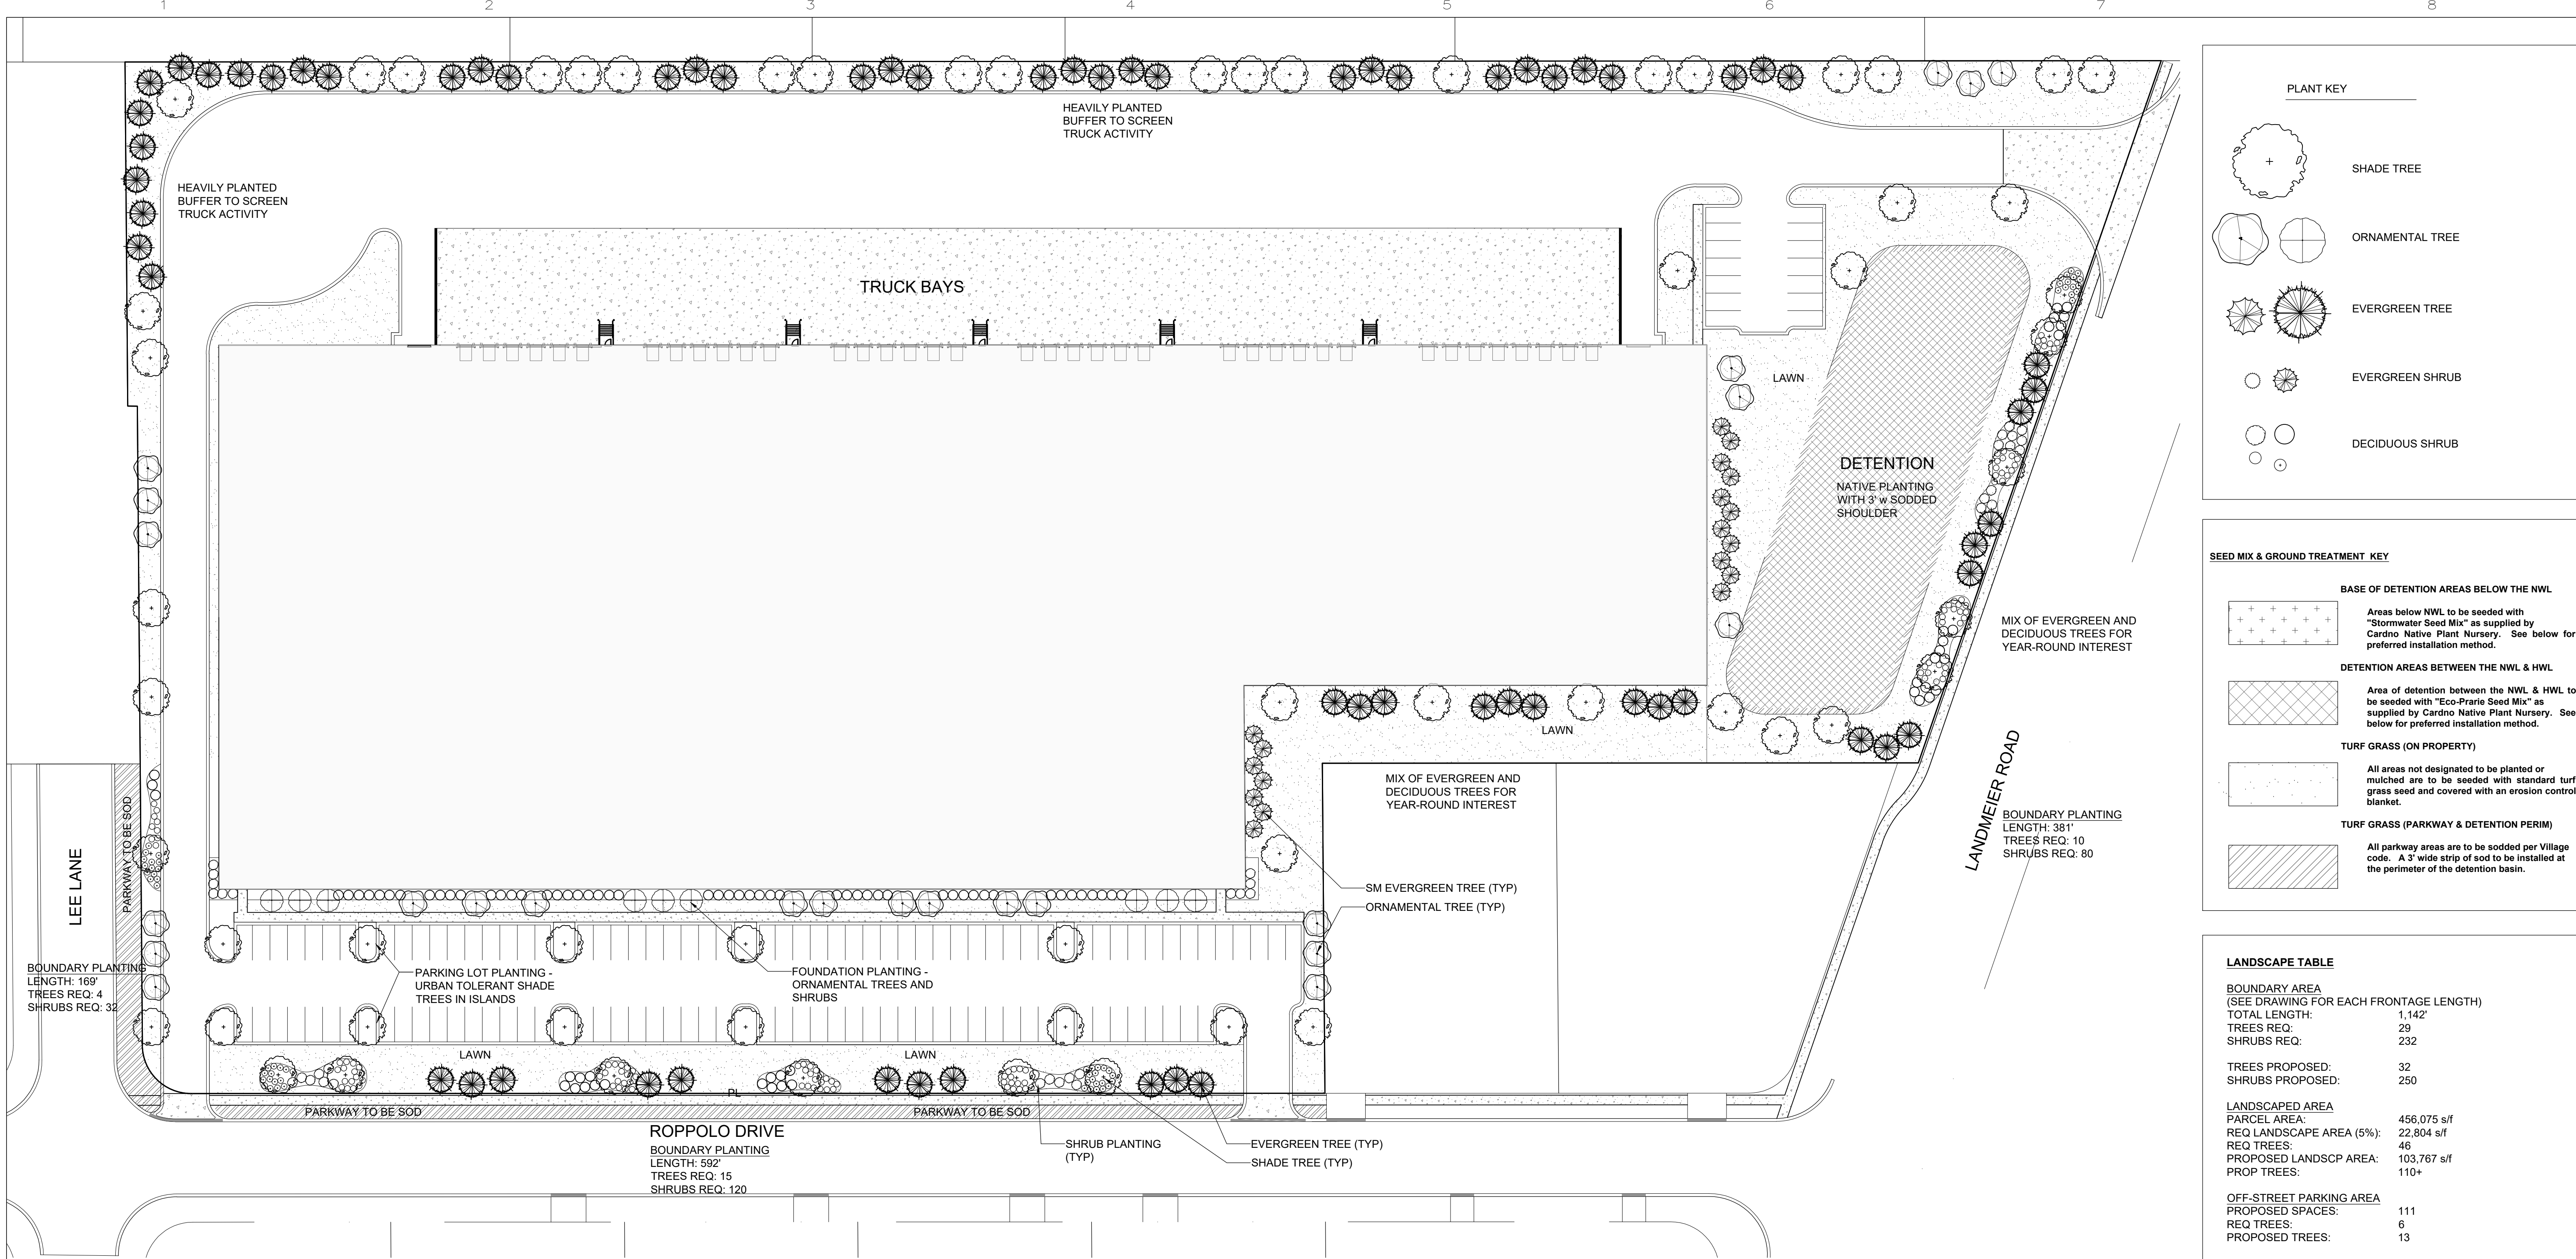 1 2 3 4 5 6 7 8
HEAVILY PLANTED
BUFFER TO SCREEN
TRUCK ACTIVITY
HEAVILY PLANTED
BUFFER TO SCREEN
TRUCK ACTIVITY
TRUCK BAYS
LAWN
DETENTION
NATIVE PLANTING
WITH 3' w SODDED
SHOULDER
MIX OF EVERGREEN AND
DECIDUOUS TREES FOR
YEAR-ROUND INTEREST
LAWN
MIX OF EVERGREEN AND
DECIDUOUS TREES FOR
YEAR-ROUND INTEREST
LANDMEIER ROAD
BOUNDARY PLANTING
LENGTH: 381'
TREES REQ: 10
SHRUBS REQ: 80
SM EVERGREEN TREE (TYP)
ORNAMENTAL TREE (TYP)
LEE LANE
PARKWAY TO BE SOD
BOUNDARY PLANTING
LENGTH: 169'
TREES REQ: 4
SHRUBS REQ: 32
PARKING LOT PLANTING -
URBAN TOLERANT SHADE
TREES IN ISLANDS
FOUNDATION PLANTING -
ORNAMENTAL TREES AND
SHRUBS
LAWN
LAWN
PL
PARKWAY TO BE SOD
PARKWAY TO BE SOD
ROPPOLO DRIVE
BOUNDARY PLANTING
LENGTH: 592'
TREES REQ: 15
SHRUBS REQ: 120
SHRUB PLANTING
(TYP)
EVERGREEN TREE (TYP)
SHADE TREE (TYP)
PLANT KEY
SHADE TREE
ORNAMENTAL TREE
EVERGREEN TREE
EVERGREEN SHRUB
DECIDUOUS SHRUB
SEED MIX & GROUND TREATMENT KEY
BASE OF DETENTION AREAS BELOW THE NWL
Areas below NWL to be seeded with
"Stormwater Seed Mix" as supplied by
Cardno Native Plant Nursery. See below for
preferred installation method.
DETENTION AREAS BETWEEN THE NWL & HWL
Area of detention between the NWL & HWL to
be seeded with "Eco-Prarie Seed Mix" as
supplied by Cardno Native Plant Nursery. See
below for preferred installation method.
TURF GRASS (ON PROPERTY)
All areas not designated to be planted or
mulched are to be seeded with standard turf
grass seed and covered with an erosion control
blanket.
TURF GRASS (PARKWAY & DETENTION PERIM)
All parkway areas are to be sodded per Village
code. A 3' wide strip of sod to be installed at
the perimeter of the detention basin.
LANDSCAPE TABLE
BOUNDARY AREA
(SEE DRAWING FOR EACH FRONTAGE LENGTH)
TOTAL LENGTH: 1,142'
TREES REQ: 29
SHRUBS REQ: 232
TREES PROPOSED: 32
SHRUBS PROPOSED: 250
LANDSCAPED AREA
PARCEL AREA: 456,075 s/f
REQ LANDSCAPE AREA (5%): 22,804 s/f
REQ TREES: 46
PROPOSED LANDSCP AREA: 103,767 s/f
PROP TREES: 110+
OFF-STREET PARKING AREA
PROPOSED SPACES: 111
REQ TREES: 6
PROPOSED TREES: 13